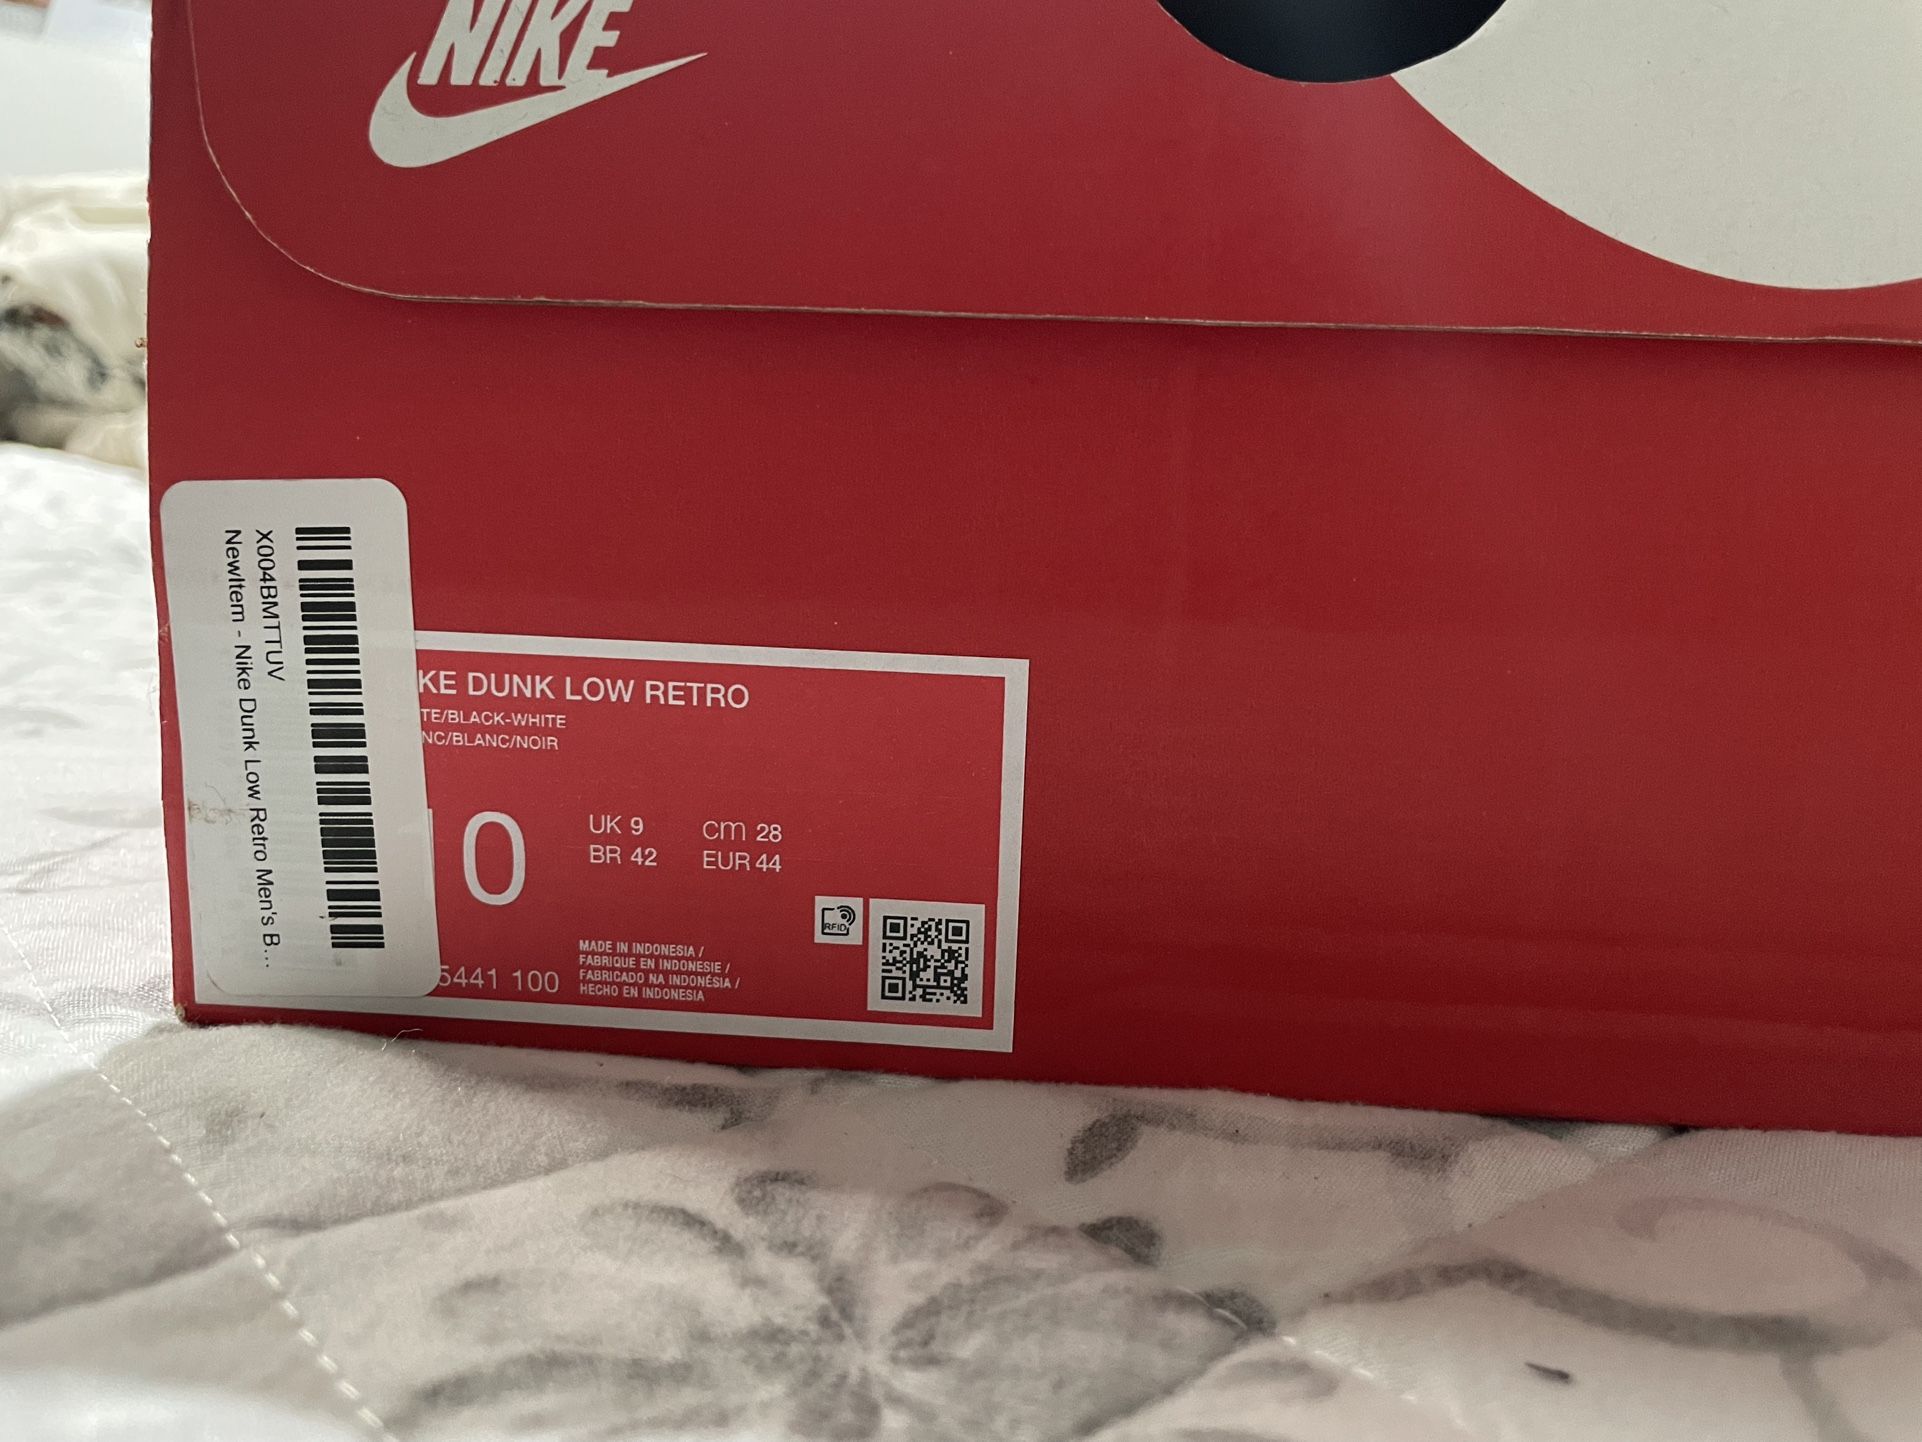 NIKE
X004BMTTUV
NewItem - Nike Dunk Low Retro Men's B...
KE DUNK LOW RETRO
TE/BLACK-WHITE
NC/BLANC/NOIR
10
UK 9
cm 28
BR 42
EUR 44
RFID
MADE IN INDONESIA /
FABRIQUE EN INDONESIE /
FABRICADO NA INDONÉSIA /
HECHO EN INDONESIA
5441 100